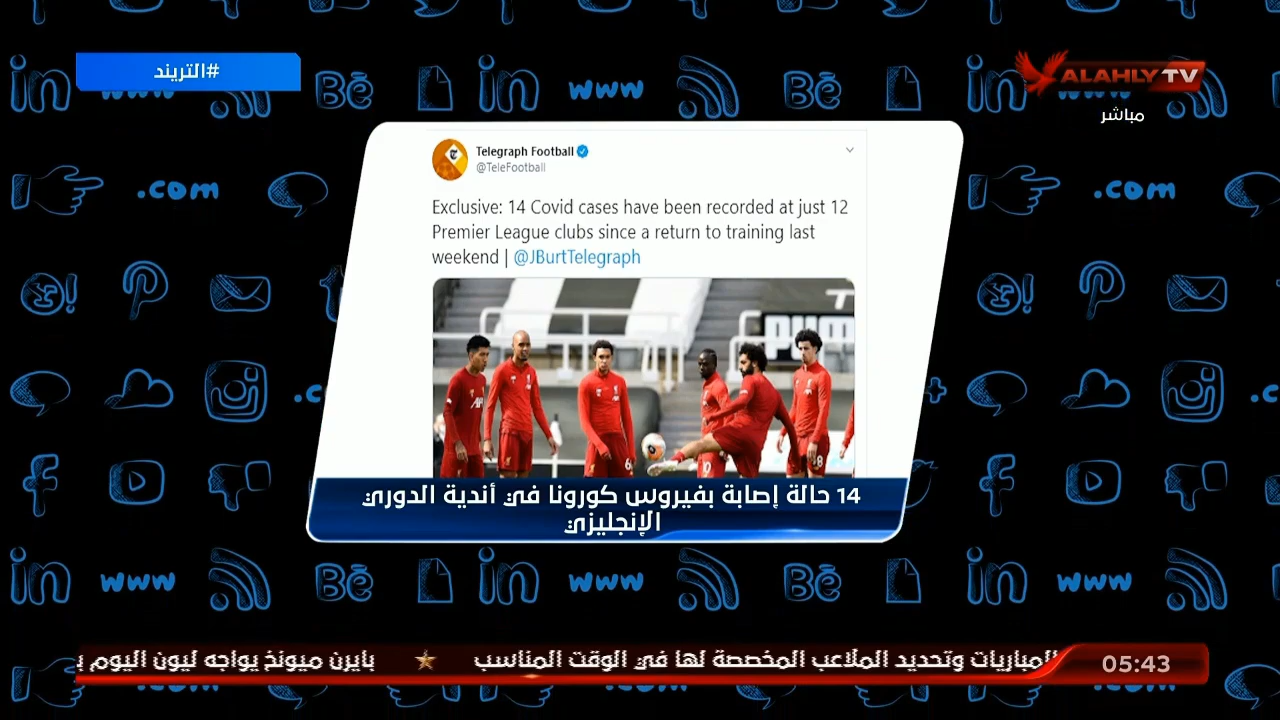 #التريند
ALAHLY TV
مباشر
Telegraph Football
@TeleFootball
Exclusive: 14 Covid cases have been recorded at just 12
Premier League clubs since a return to training last
weekend | @JBurtTelegraph
PUM
14 حالة إصابة بفيروس كورونا في أندية الدوري
الإنجليزي
المباريات وتحديد الملاعب المخصصة لها في الوقت المناسب ★ بايرن ميونخ يواجه ليون اليوم
05:43